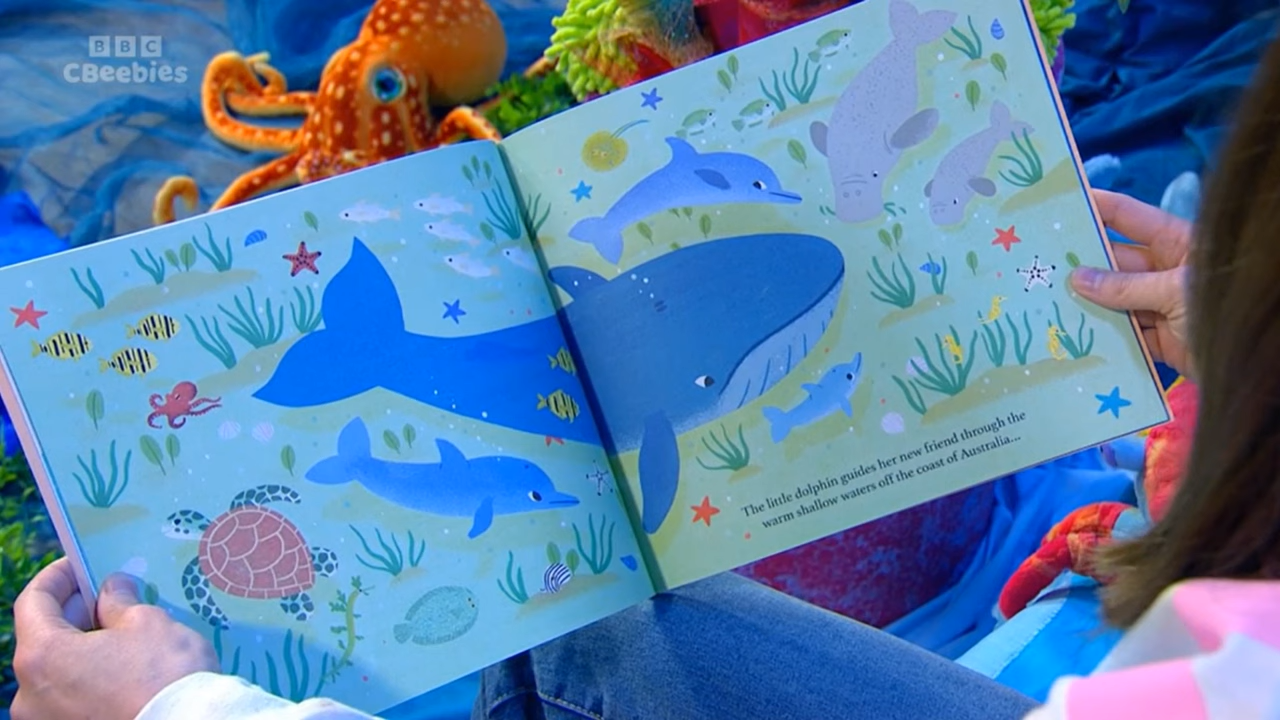 BBC
CBeebies
The little dolphin guides her new friend through the
warm shallow waters off the coast of Australia...